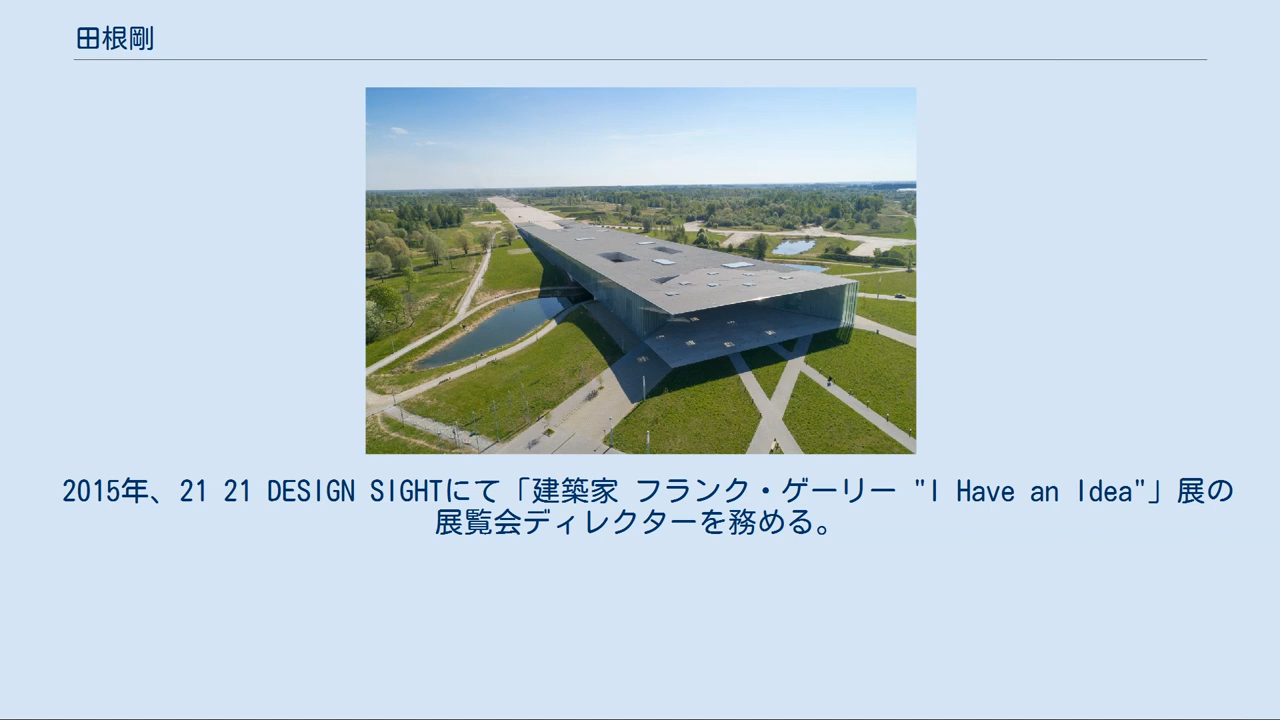 田根剛
2015年、21 21 DESIGN SIGHTにて「建築家 フランク・ゲーリー "I Have an Idea"」展の
展覧会ディレクターを務める。